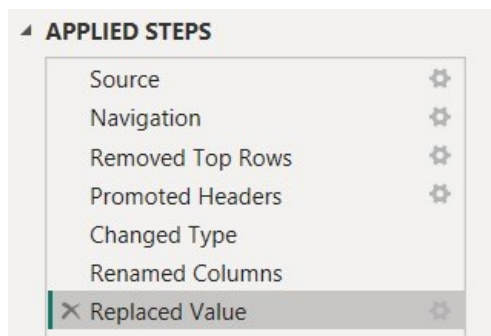 APPLIED STEPS
Source
Navigation
Removed Top Rows
Promoted Headers
Changed Type
Renamed Columns
Replaced Value